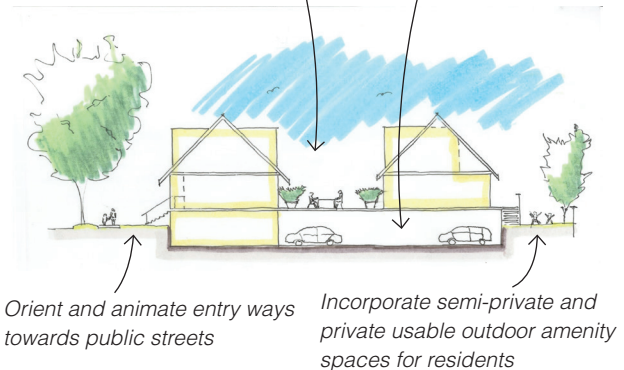 Orient and animate entry ways
towards public streets
Incorporate semi-private and
private usable outdoor amenity
spaces for residents